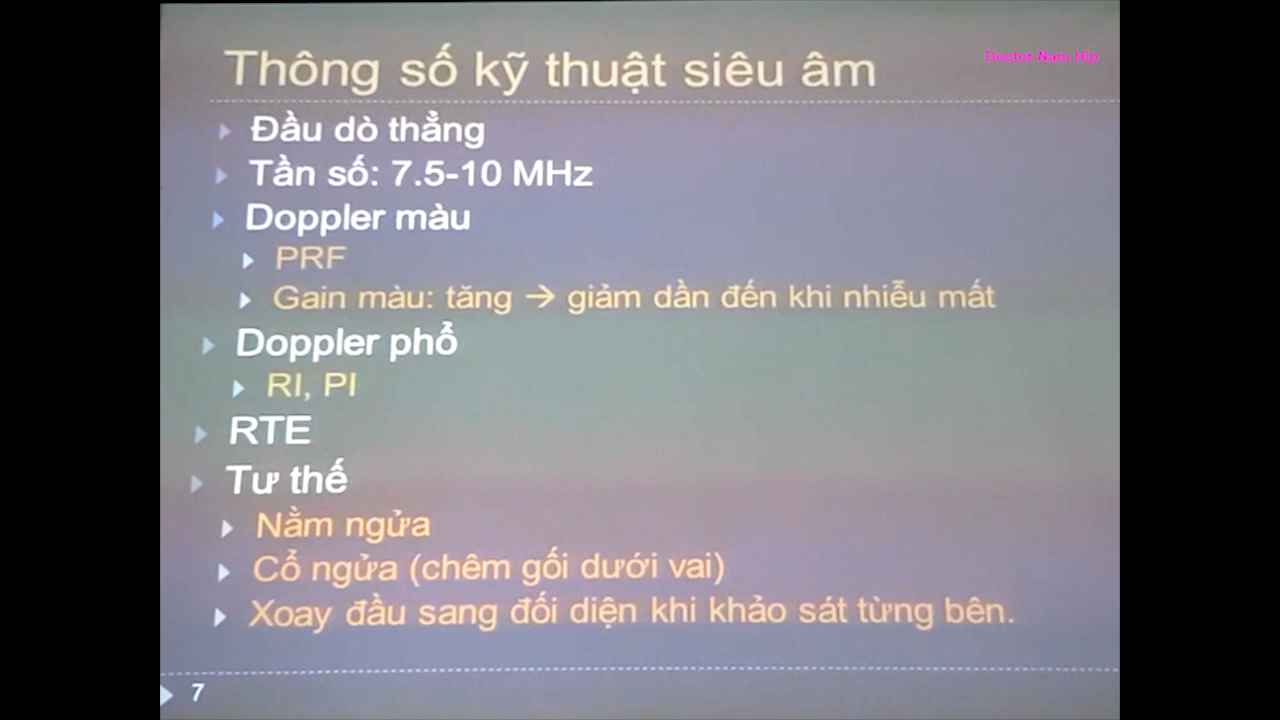 Thông số kỹ thuật siêu âm
Doctor Nam Hip
Đầu dò thẳng
Tần số: 7.5-10 MHz
Doppler màu
PRF
Gain màu: tăng → giảm dần đến khi nhiễu mất
Doppler phổ
RI, PI
RTE
Tư thế
Nằm ngửa
Cổ ngửa (chêm gối dưới vai)
Xoay đầu sang đối diện khi khảo sát từng bên.
7